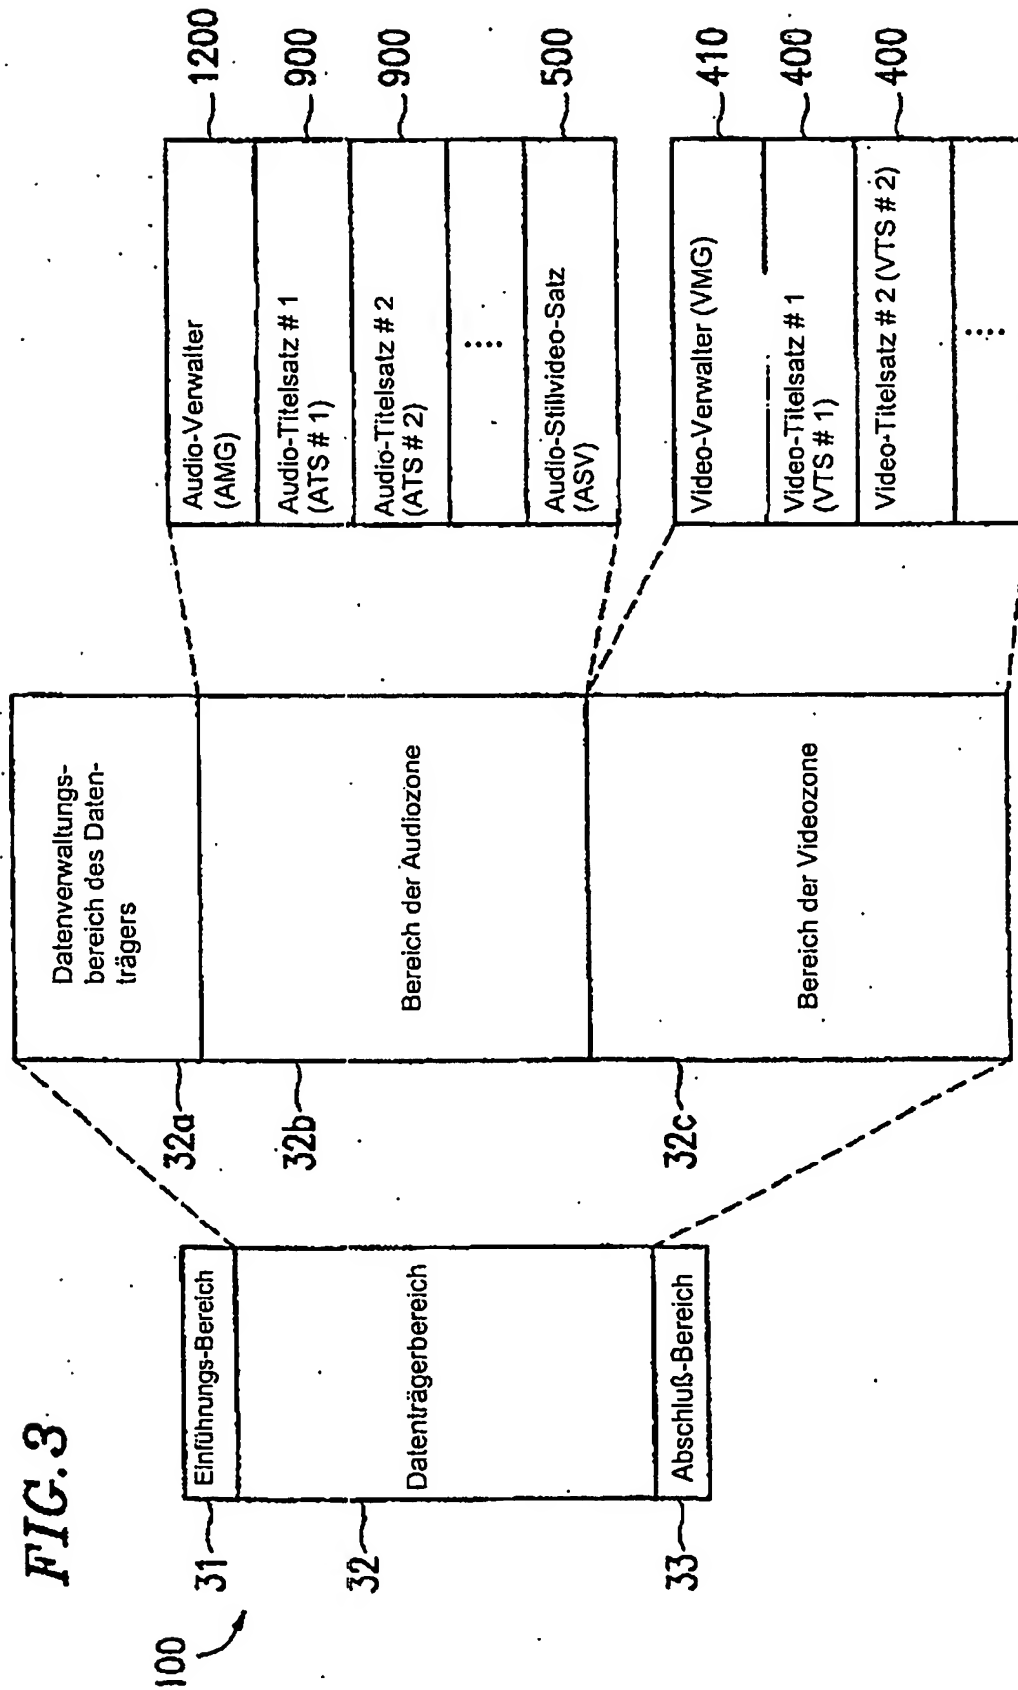 FIG. 3
100
31
Einführungs-Bereich
32
Datenträgerbereich
33
Abschluß-Bereich
32a
Datenverwaltungs-
bereich des Daten-
trägers
32b
Bereich der Audiozone
32c
Bereich der Videozone
Audio-Verwalter
(AMG)
1200
Audio-Titelsatz # 1
(ATS # 1)
900
Audio-Titelsatz # 2
(ATS # 2)
900
.....
Audio-Stillvideo-Satz
(ASV)
500
Video-Verwalter (VMG)
410
Video-Titelsatz # 1
(VTS # 1)
400
Video-Titelsatz # 2 (VTS # 2)
400
.....